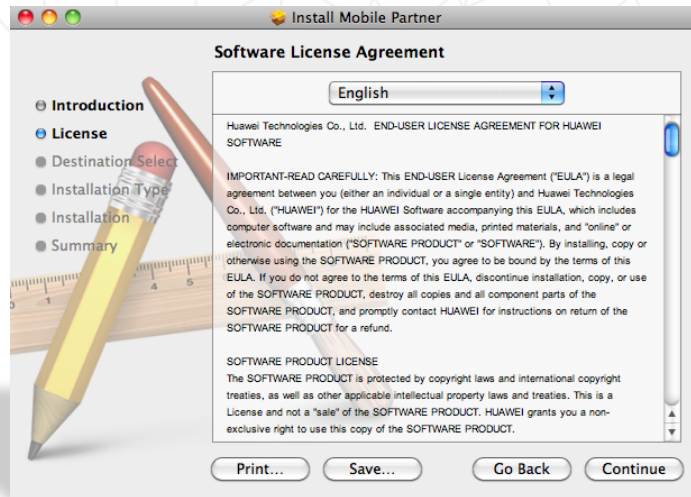 Install Mobile Partner
Software License Agreement
English
Introduction
License
Destination Select
Installation Type
Installation
Summary
Huawei Technologies Co., Ltd. END-USER LICENSE AGREEMENT FOR HUAWEI
SOFTWARE
IMPORTANT-READ CAREFULLY: This END-USER License Agreement ("EULA") is a legal
agreement between you (either an individual or a single entity) and Huawei Technologies
Co., Ltd. ("HUAWEI") for the HUAWEI Software accompanying this EULA, which includes
computer software and may include associated media, printed materials, and "online" or
electronic documentation ("SOFTWARE PRODUCT" or "SOFTWARE"). By installing, copy or
otherwise using the SOFTWARE PRODUCT, you agree to be bound by the terms of this
EULA. If you do not agree to the terms of this EULA, discontinue installation, copy, or use
of the SOFTWARE PRODUCT, destroy all copies and all component parts of the
SOFTWARE PRODUCT, and promptly contact HUAWEI for instructions on return of the
SOFTWARE PRODUCT for a refund.
SOFTWARE PRODUCT LICENSE
The SOFTWARE PRODUCT is protected by copyright laws and international copyright
treaties, as well as other applicable intellectual property laws and treaties. This is a
License and not a "sale" of the SOFTWARE PRODUCT. HUAWEI grants you a non-
exclusive right to use this copy of the SOFTWARE PRODUCT.
0 1 4 5
Print... Save... Go Back Continue